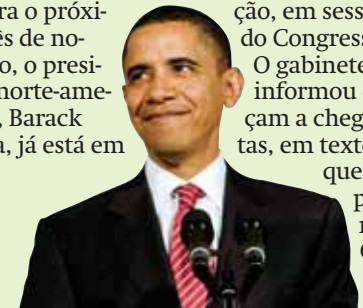 ra o próxi-
ês de no-
o, o presi-
norte-ame-
, Barack
a, já está em
ção, em sess
do Congress
O gabinete
informou
çam a cheg
tas, em text
que
p